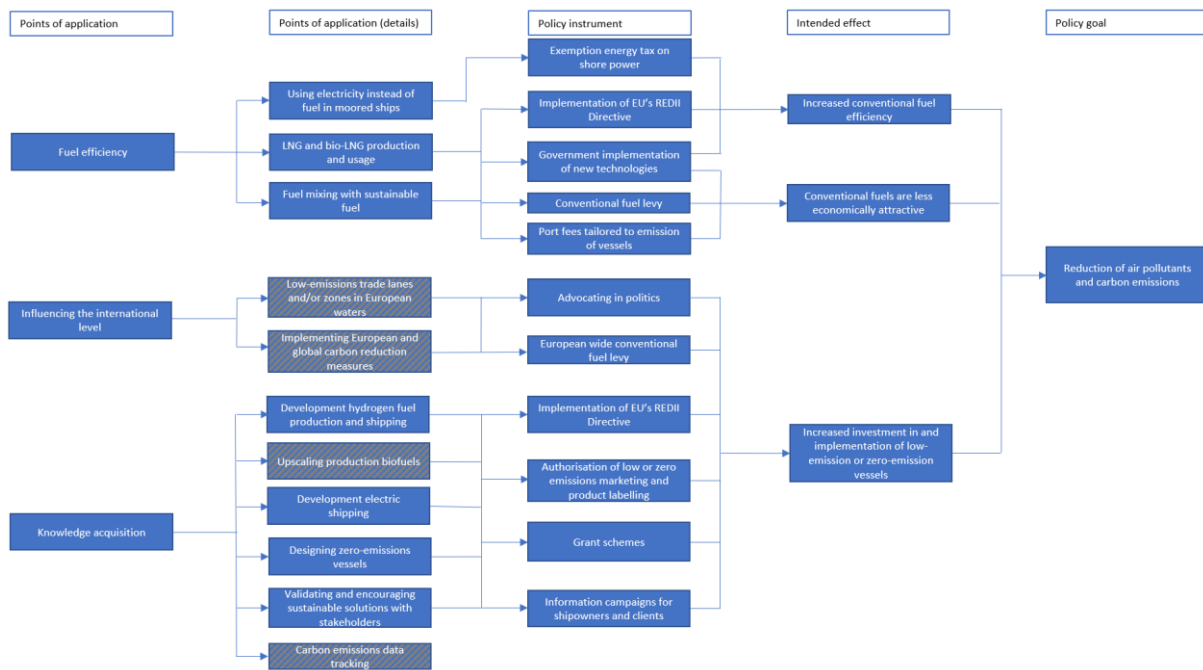 Points of application
Points of application (details)
Policy instrument
Intended effect
Policy goal
Fuel efficiency
Using electricity instead of
fuel in moored ships
LNG and bio-LNG production
and usage
Fuel mixing with sustainable
fuel
Exemption energy tax on
shore power
Implementation of EU's REDII
Directive
Government implementation
of new technologies
Conventional fuel levy
Port fees tailored to emission
of vessels
Increased conventional fuel
efficiency
Conventional fuels are less
economically attractive
Reduction of air pollutants
and carbon emissions
Influencing the international
level
Low-emissions trade lanes
and/or zones in European
waters
Implementing European and
global carbon reduction
measures
Advocating in politics
European wide conventional
fuel levy
Knowledge acquisition
Development hydrogen fuel
production and shipping
Upscaling production biofuels
Development electric
shipping
Designing zero-emissions
vessels
Validating and encouraging
sustainable solutions with
stakeholders
Carbon emissions data
tracking
Implementation of EU's REDII
Directive
Authorisation of low or zero
emissions marketing and
product labelling
Grant schemes
Information campaigns for
shipowners and clients
Increased investment in and
implementation of low-
emission or zero-emission
vessels